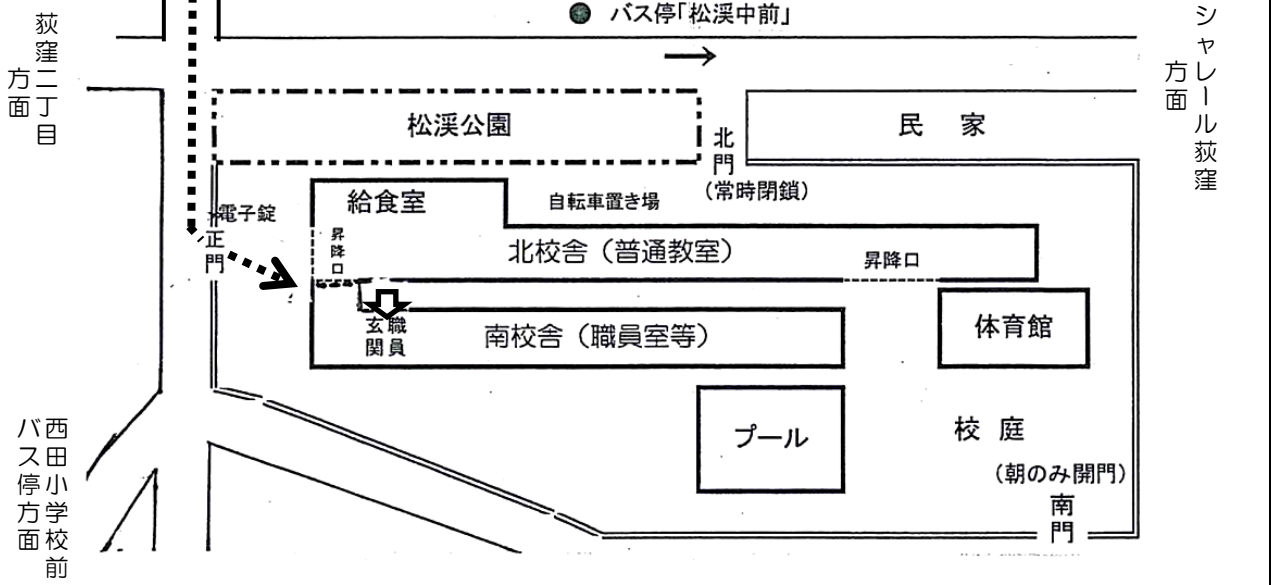 バス停「松渓中前」
荻窪二丁目
方面
シャレール荻窪
方面
松渓公園
北門
(常時閉鎖)
民 家
給食室
自転車置き場
電子錠
正門
昇降口
北校舎（普通教室）
昇降口
職員
玄関
南校舎（職員室等）
体育館
プール
校 庭
(朝のみ開門)
南門
西田小学校前
バス停方面